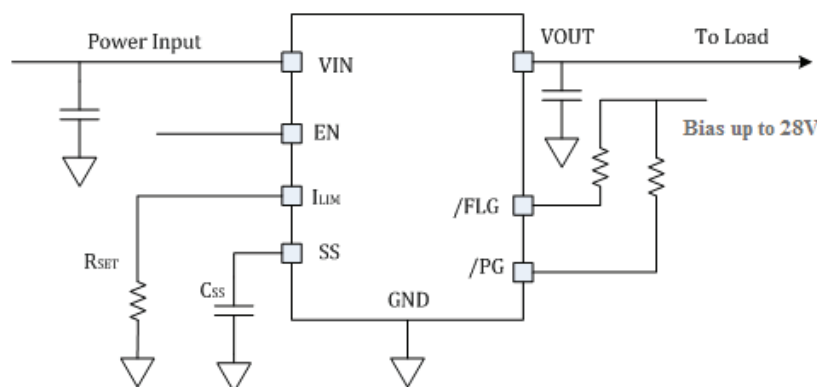 Power Input
VOUT
To Load
VIN
Bias up to 28V
EN
ILIM
/FLG
RSET
SS
/PG
CSS
GND